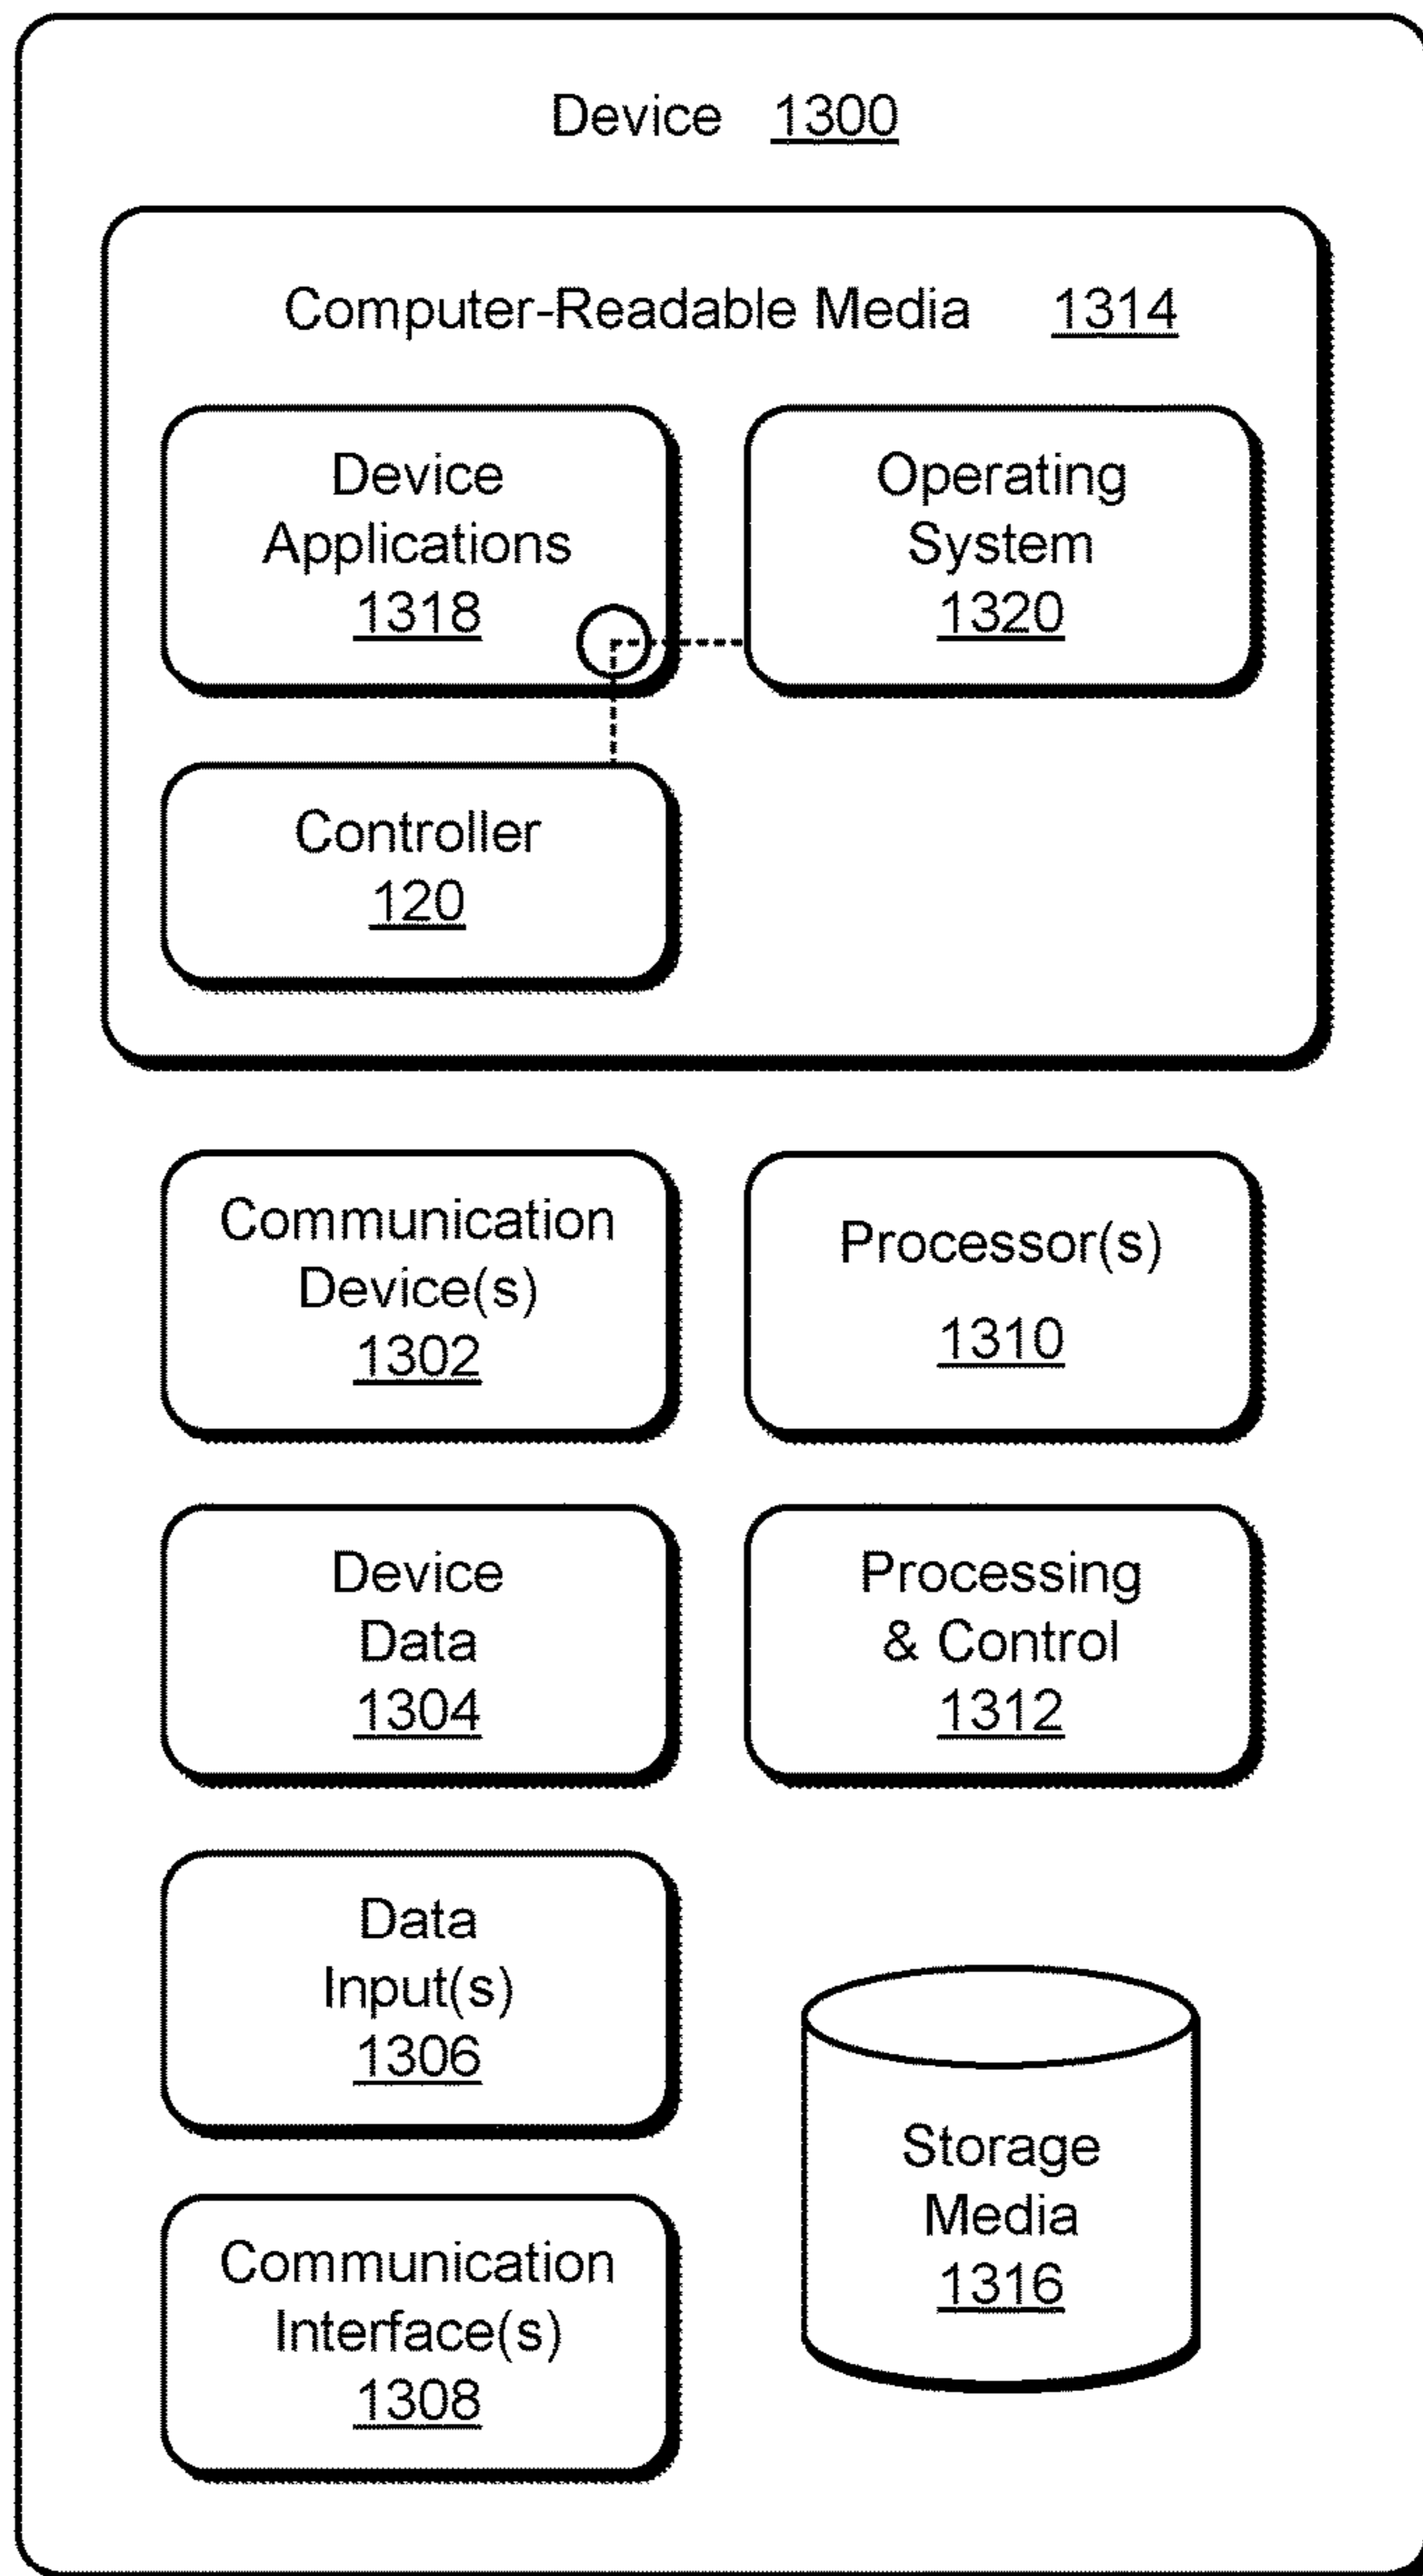 Device 1300
Computer-Readable Media 1314
Device
Applications
1318
Operating
System
1320
Controller
120
Communication
Device(s)
1302
Processor(s)
1310
Device
Data
1304
Processing
& Control
1312
Data
Input(s)
1306
Storage
Media
1316
Communication
Interface(s)
1308